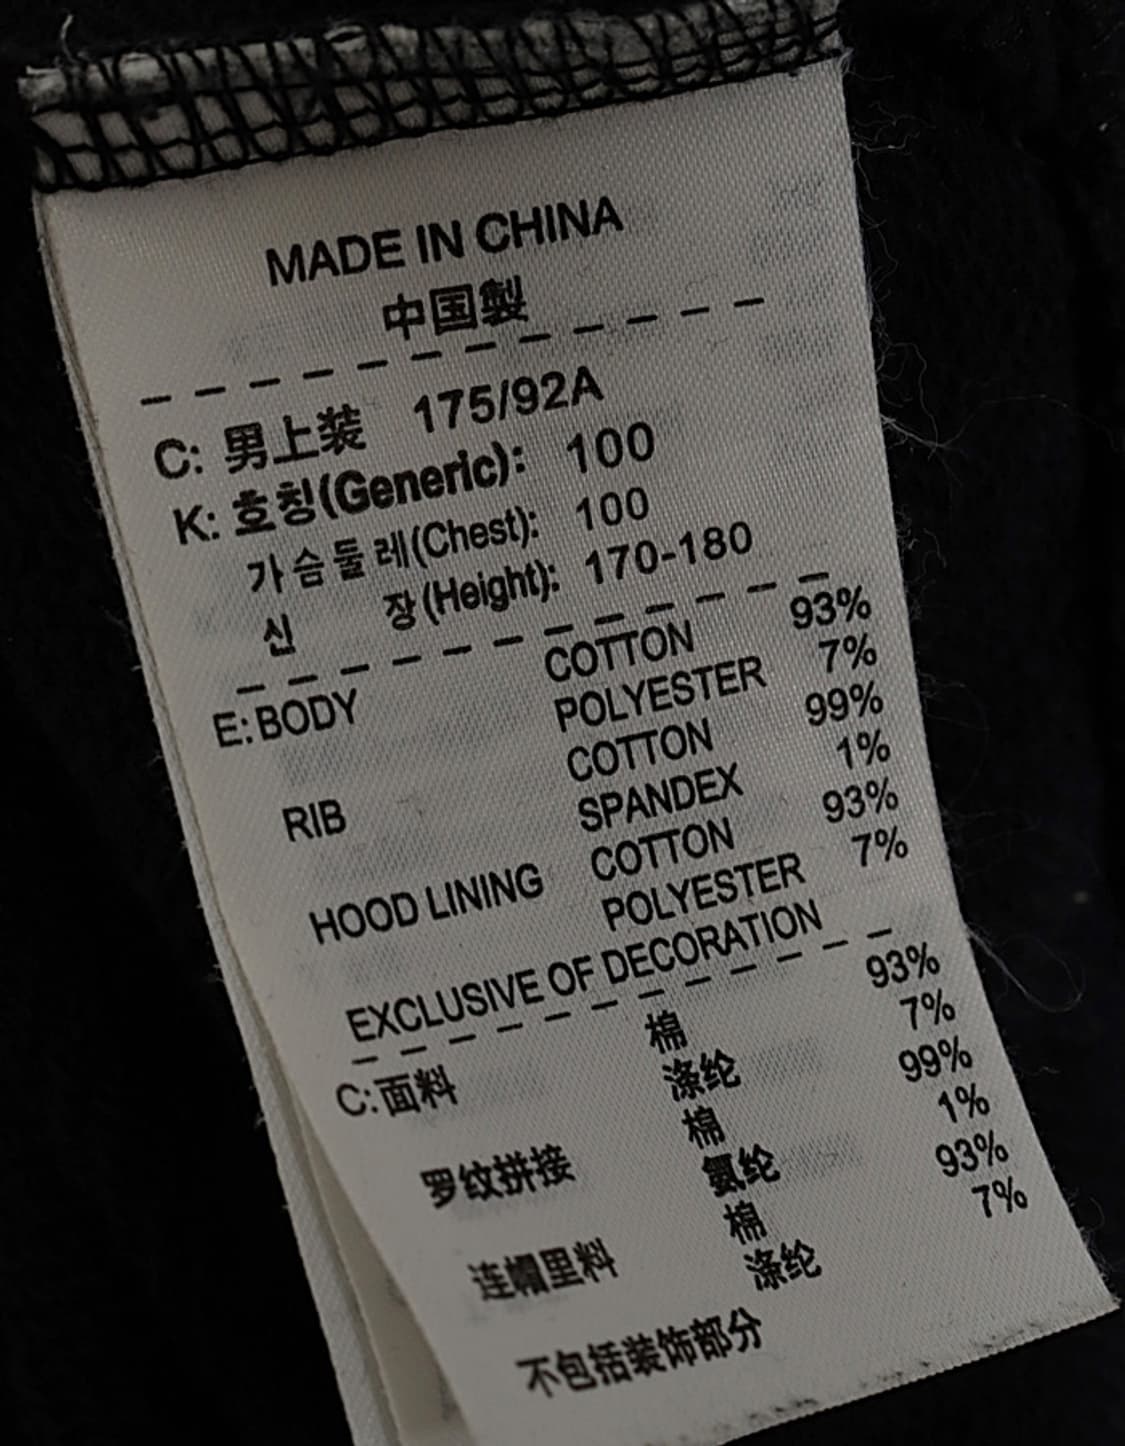 MADE IN CHINA
中国製
C: 男上装 175/92A
K: 호칭(Generic): 100
가슴둘레(Chest): 100
신 장(Height): 170-180
E: BODY COTTON 93%
POLYESTER 7%
RIB COTTON 99%
SPANDEX 1%
HOOD LINING COTTON 93%
POLYESTER 7%
EXCLUSIVE OF DECORATION
C: 面料 棉 93%
涤纶 7%
罗纹拼接 棉 99%
氨纶 1%
连帽里料 棉 93%
涤纶 7%
不包括装饰部分